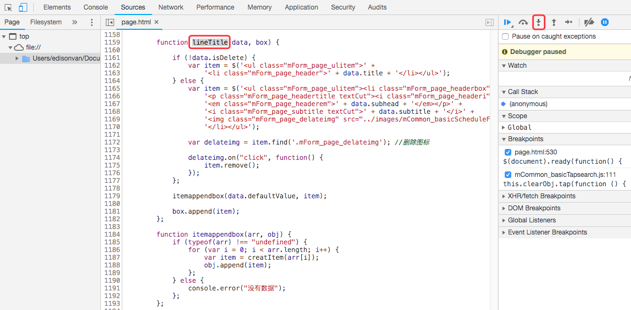 Elements Console Sources Network Performance Memory Application Security Audits
Page Filesystem »
page.html ×
top
file://
Users/edisonvan/Docu
1158
1159 function lineTitle(data, box) {
1160
1161 if (!data.isDelete) {
1162 var item = $('<ul class="mForm_page_ulitem">' +
1163 '<li class="mForm_page_header">' + data.title + '</li></ul>');
1164 } else {
1165 var item = $('<ul class="mForm_page_ulitem"><li class="mForm_page_headerbox"
1166 '<p class="mForm_page_headertitle textCut"><i class="mForm_page_headeri"
1167 '<em class="mForm_page_headerem">' + data.subhead + '</em></p>' +
1168 '<i class="mForm_page_subtitle textCut">' + data.subtitle + '</i>' +
1169 '<img class="mForm_page_delateimg" src="../images/mCommon_basicScheduleF
1170 '</li></ul>');
1171
1172 var delateimg = item.find('.mForm_page_delateimg'); //删除图标
1173
1174 delateimg.on("click", function() {
1175 item.remove();
1176 });
1177 };
1178
1179 itemappendbox(data.defaultValue, item);
1180
1181 box.append(item);
1182 };
1183
1184 function itemappendbox(arr, obj) {
1185 if (typeof(arr) !== "undefined") {
1186 for (var i = 0; i < arr.length; i++) {
1187 var item = creatItem(arr[i]);
1188 obj.append(item);
1189 };
1190 } else {
1191 console.error("没有数据");
1192 };
1193 };
Pause on caught exceptions
Debugger paused
Watch
Call Stack
(anonymous)
Scope
Global
Breakpoints
page.html:530
$(document).ready(function() {
mCommon_basicTapsearch.js:111
this.clearObj.tap(function () {
XHR/fetch Breakpoints
DOM Breakpoints
Global Listeners
Event Listener Breakpoints